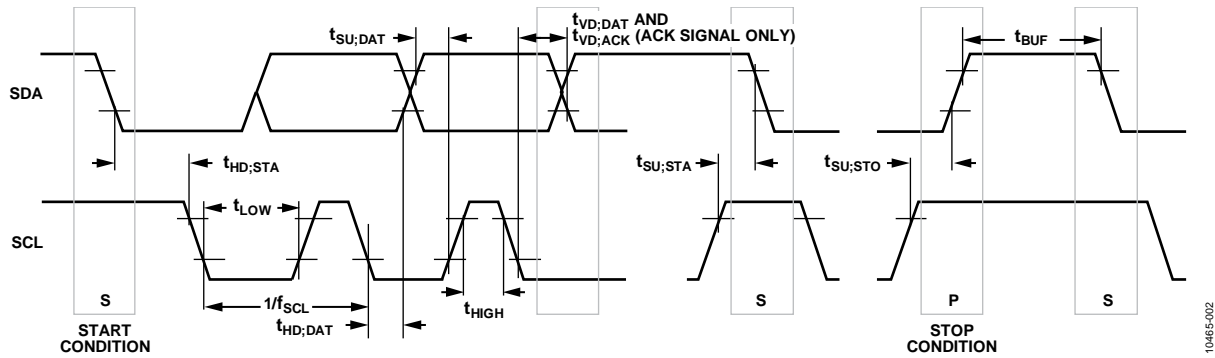 tVD;DAT AND
tSU;DAT
tVD;ACK (ACK SIGNAL ONLY)
tBUF
SDA
tHD;STA
tSU;STA
tSU;STO
tLOW
SCL
S
1/fSCL
tHIGH
S
P
S
tHD;DAT
START
CONDITION
STOP
CONDITION
10465-002